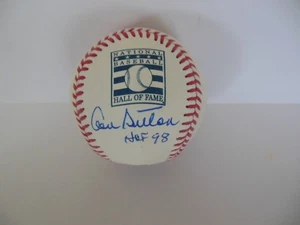 NATIONAL
BASEBALL
HALL OF FAME
Don Sutton
HOF 98